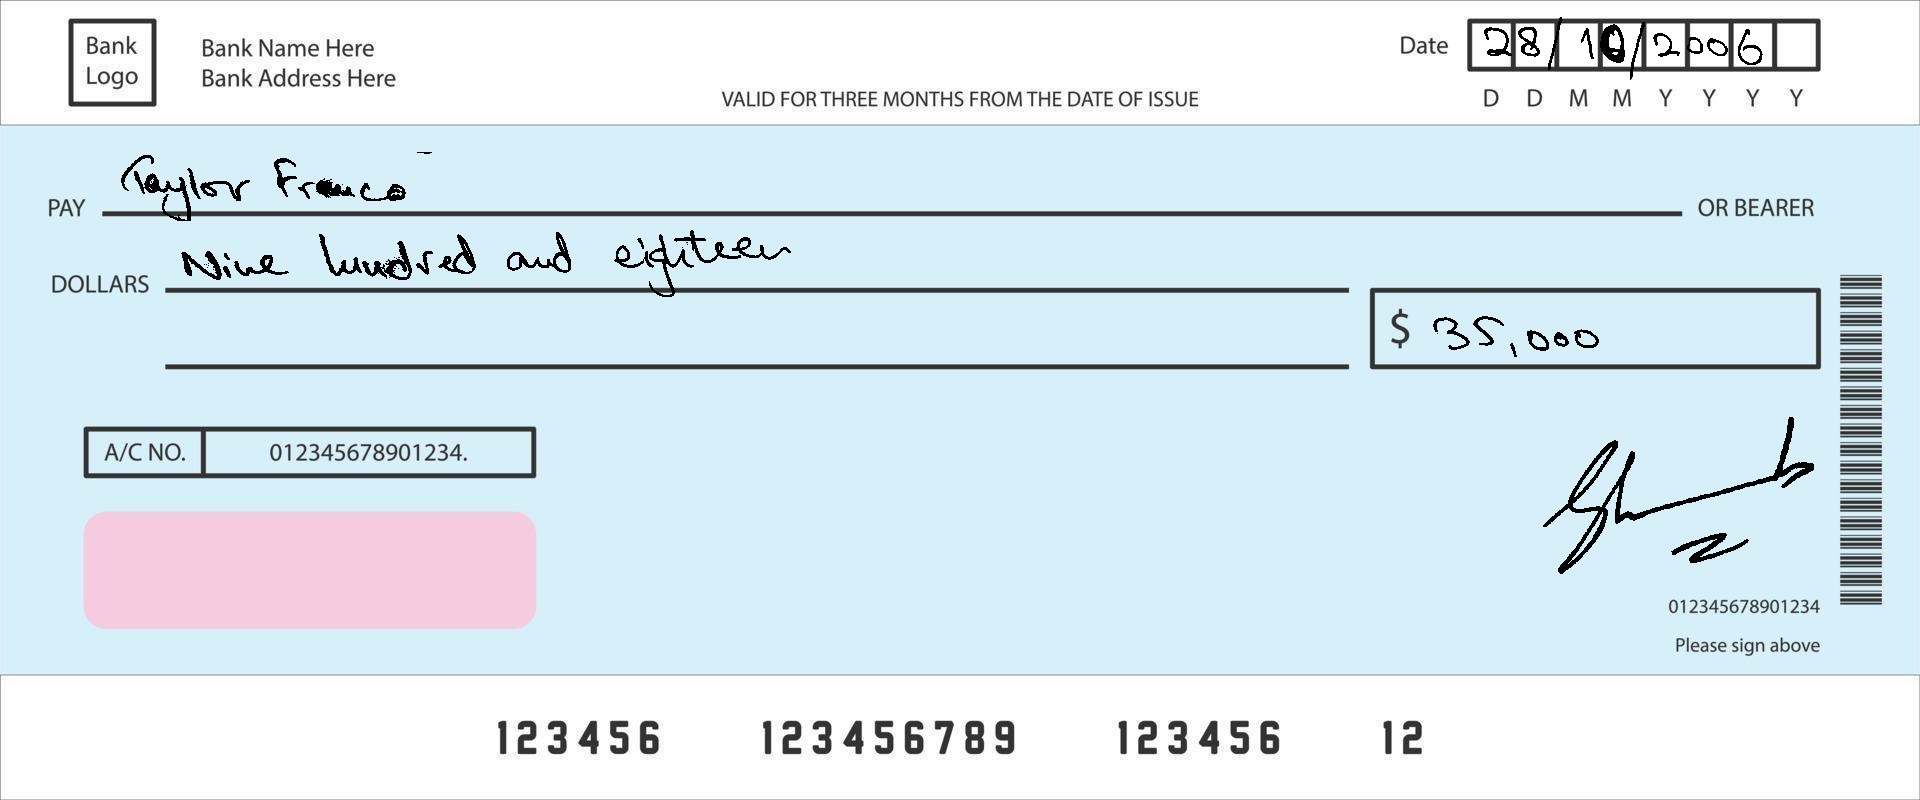 Bank Logo
Bank Name Here
Bank Address Here
Date 28/10/2006
D D M M Y Y Y Y
VALID FOR THREE MONTHS FROM THE DATE OF ISSUE
PAY Taylor Franco OR BEARER
DOLLARS Nine hundred and eighteen
$ 35,000
A/C NO. 012345678901234.
012345678901234
Please sign above
123456 123456789 123456 12